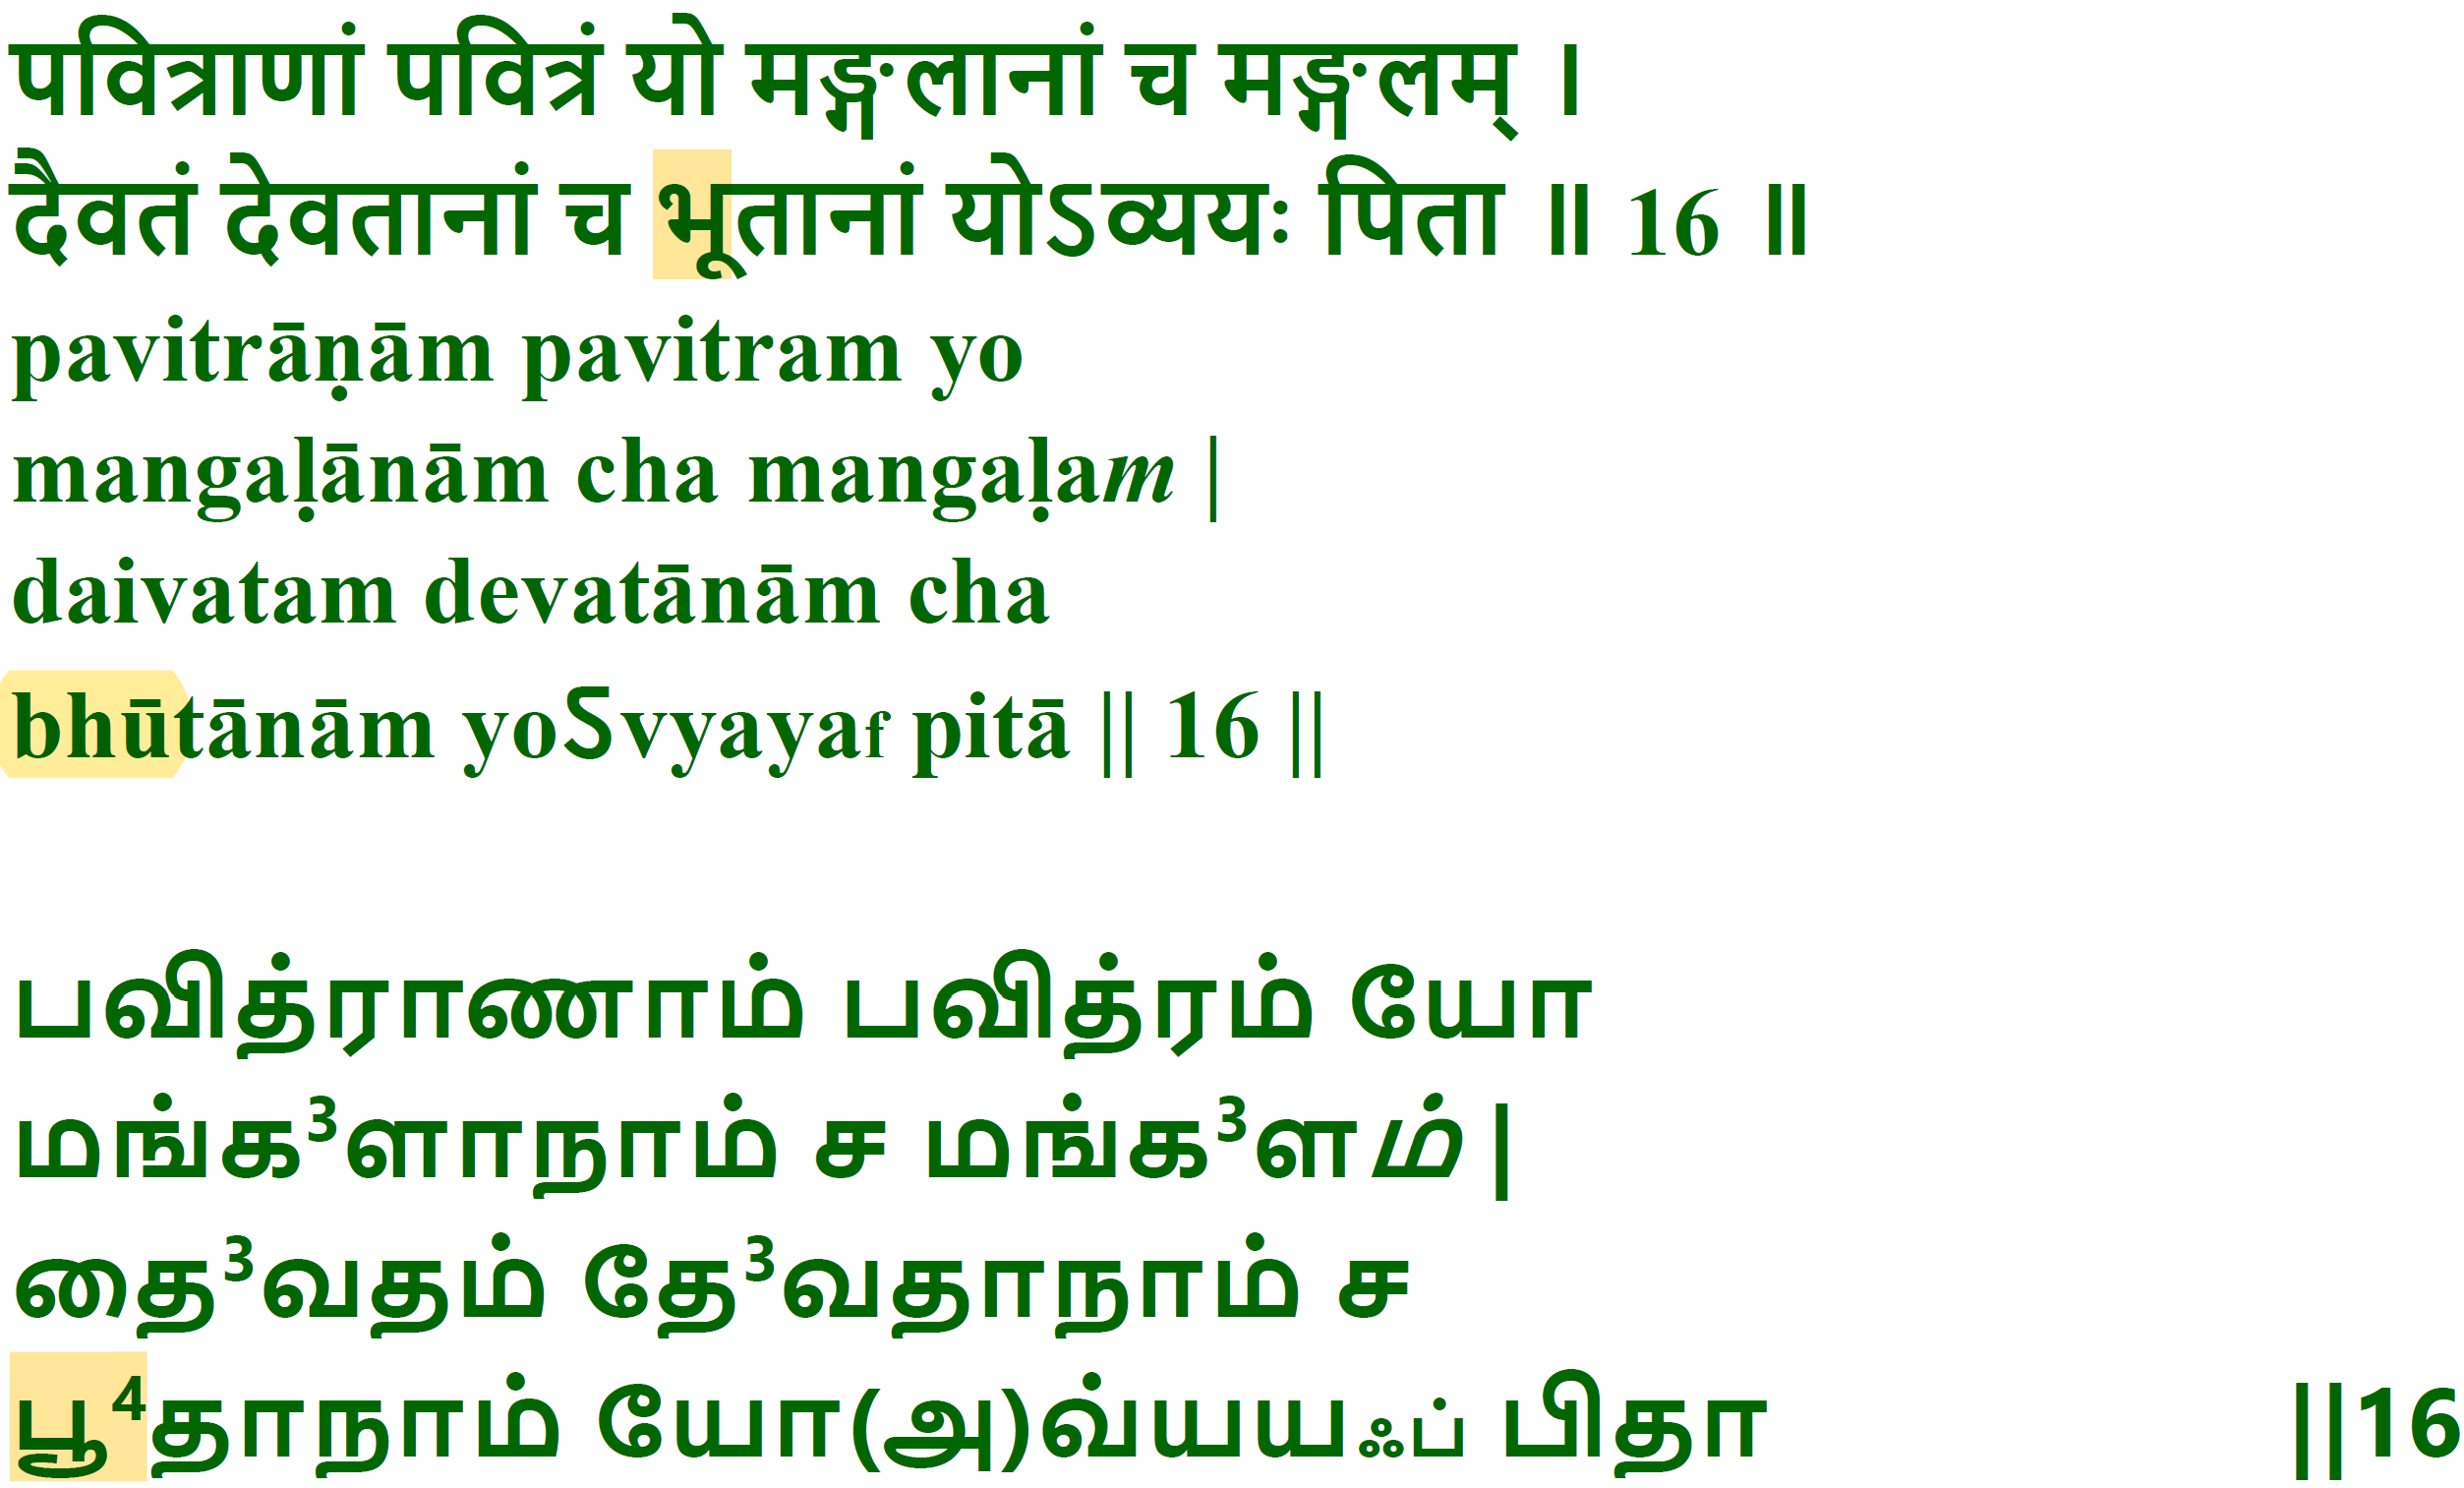 पवित्राणां पवित्रं यो मङ्गलानां च मङ्गलम् ।
दैवतं देवतानां च भूतानां योऽव्ययः पिता ॥ 16 ॥
pavitrāṇām pavitram yo
mangaḷānām cha mangaḷam |
daivatam devatānām cha
bhūtānām yoऽvyayaf pitā || 16 ||
பவித்ராணாம் பவித்ரம் யோ
மங்க³ளாநாம் ச மங்க³ளம் |
தை³வதம் தே³வதாநாம் ச
பூ⁴தாநாம் யோ(அ)வ்யயஃப் பிதா ||16